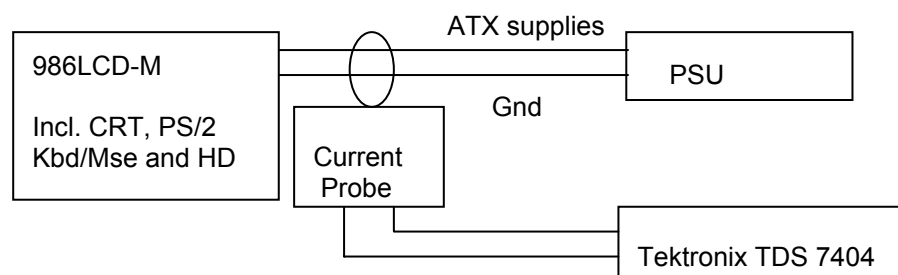 ATX supplies
986LCD-M
PSU
Incl. CRT, PS/2
Kbd/Mse and HD
Gnd
Current
Probe
Tektronix TDS 7404